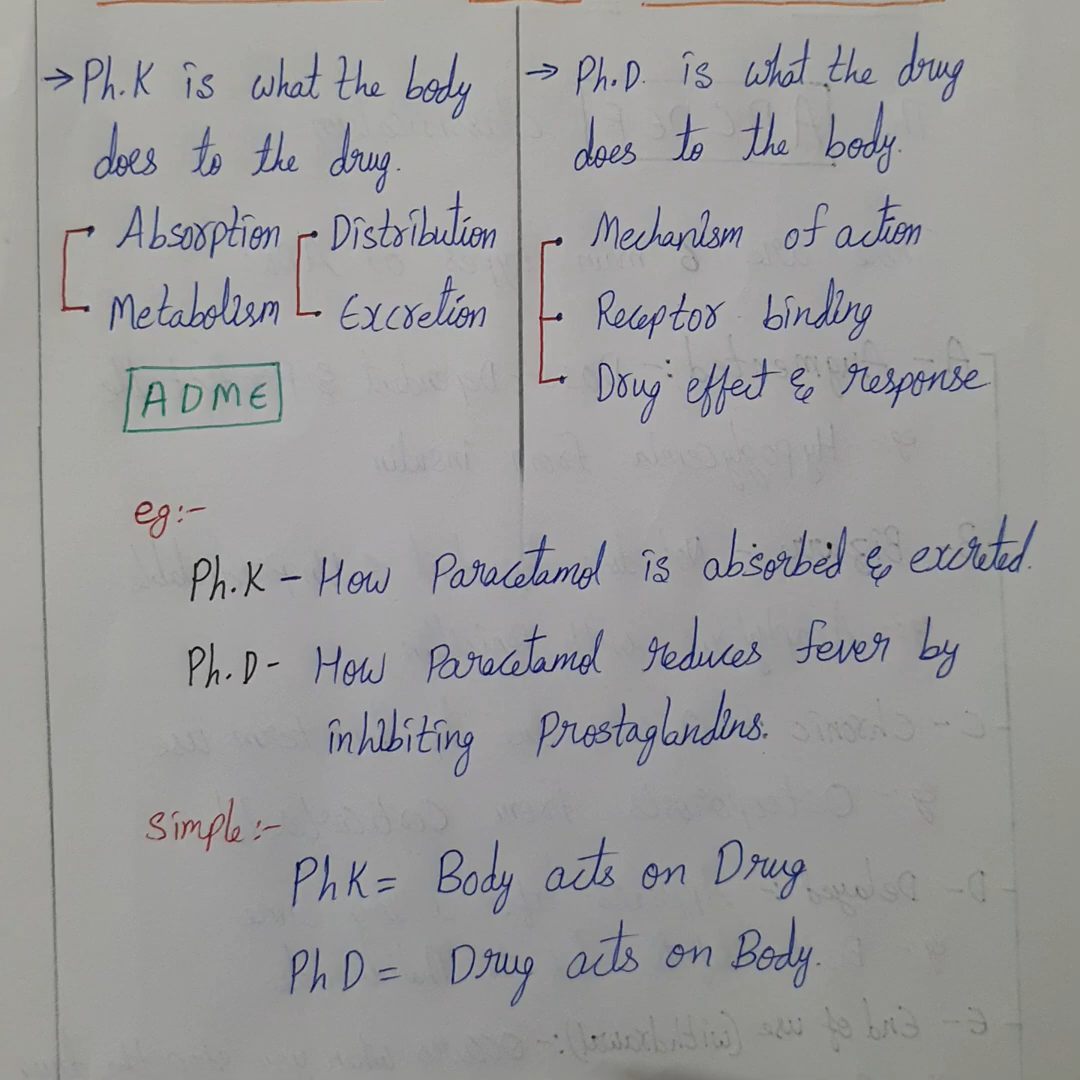 → Ph.K is what the body
does to the drug.
Absorption
Distribution
Metabolism
Excretion
ADME
→ Ph.D. is what the drug
does to the body.
Mechanism of action
Receptor binding
Drug effect & response
eg:-
Ph.K – How Paracetamol is absorbed & excreted.
Ph.D- How Paracetamol reduces fever by
inhibiting Prostaglandins.
Simple:-
PhK = Body acts on Drug
PhD = Drug acts on Body.